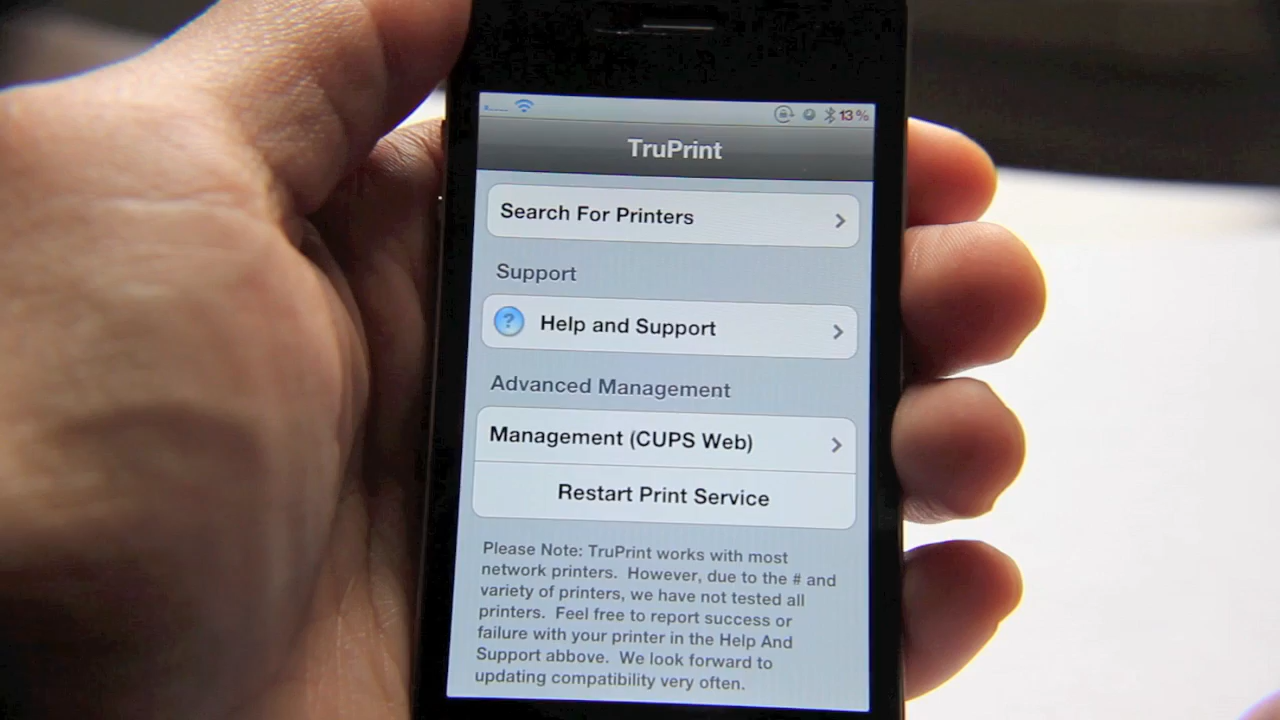 13%
TruPrint
Search For Printers
Support
? Help and Support
Advanced Management
Management (CUPS Web)
Restart Print Service
Please Note: TruPrint works with most
network printers. However, due to the # and
variety of printers, we have not tested all
printers. Feel free to report success or
failure with your printer in the Help And
Support abbove. We look forward to
updating compatibility very often.